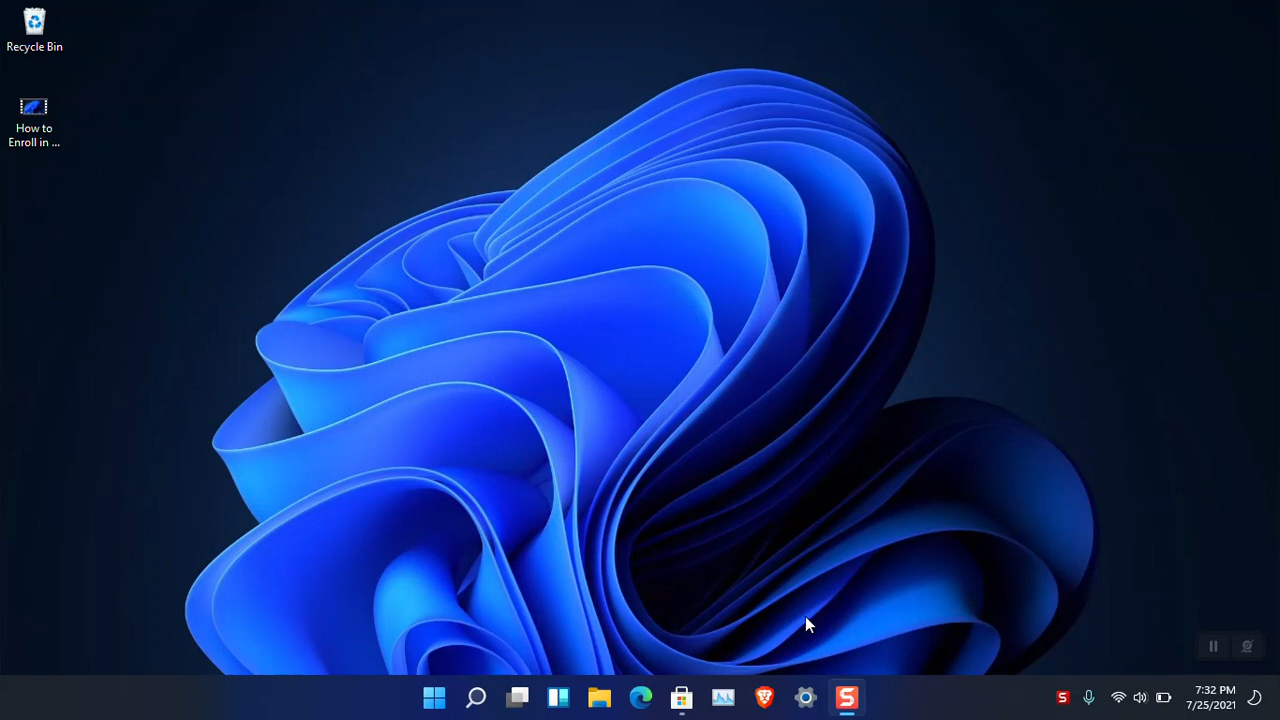 Recycle Bin
How to
Enroll in ...
7:32 PM
7/25/2021